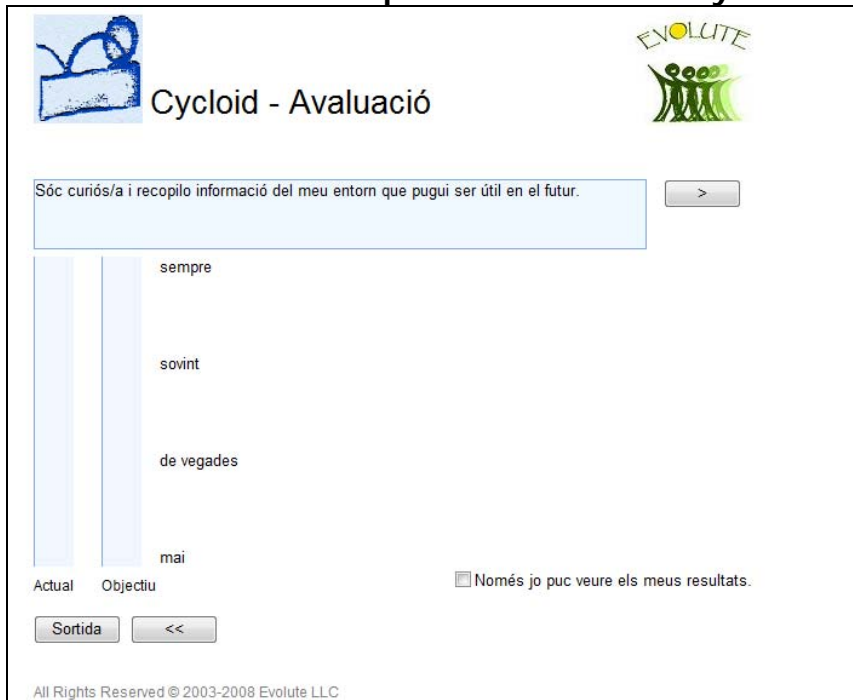 EVOLUTE
Cycloid - Avaluació
Sóc curiós/a i recopilo informació del meu entorn que pugui ser útil en el futur.
>
sempre
sovint
de vegades
mai
Actual Objectiu
Només jo puc veure els meus resultats.
Sortida <<
All Rights Reserved © 2003-2008 Evolute LLC